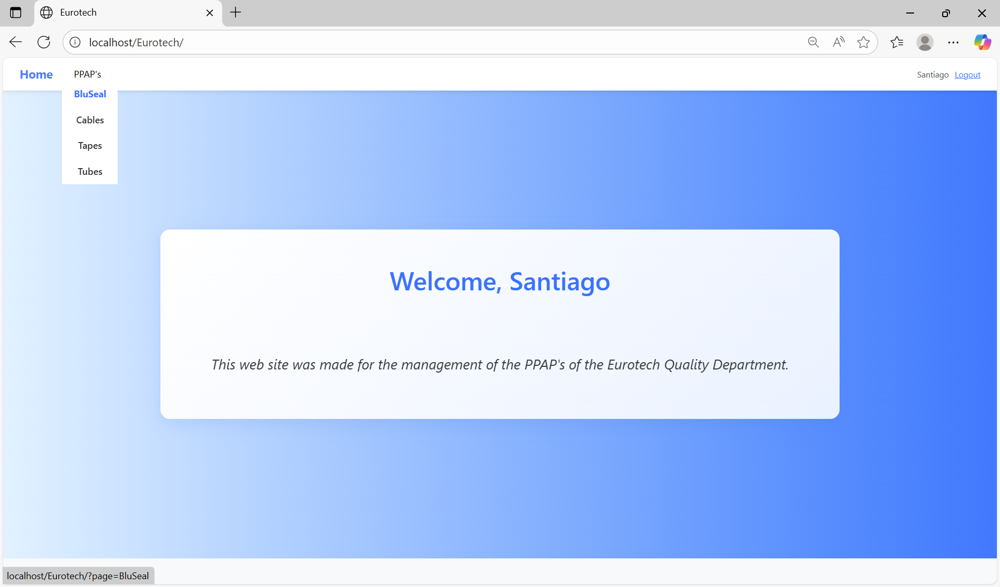 Eurotech
localhost/Eurotech/
Home PPAP's Santiago Logout
BluSeal
Cables
Tapes
Tubes
Welcome, Santiago
This web site was made for the management of the PPAP's of the Eurotech Quality Department.
localhost/Eurotech/?page=BluSeal